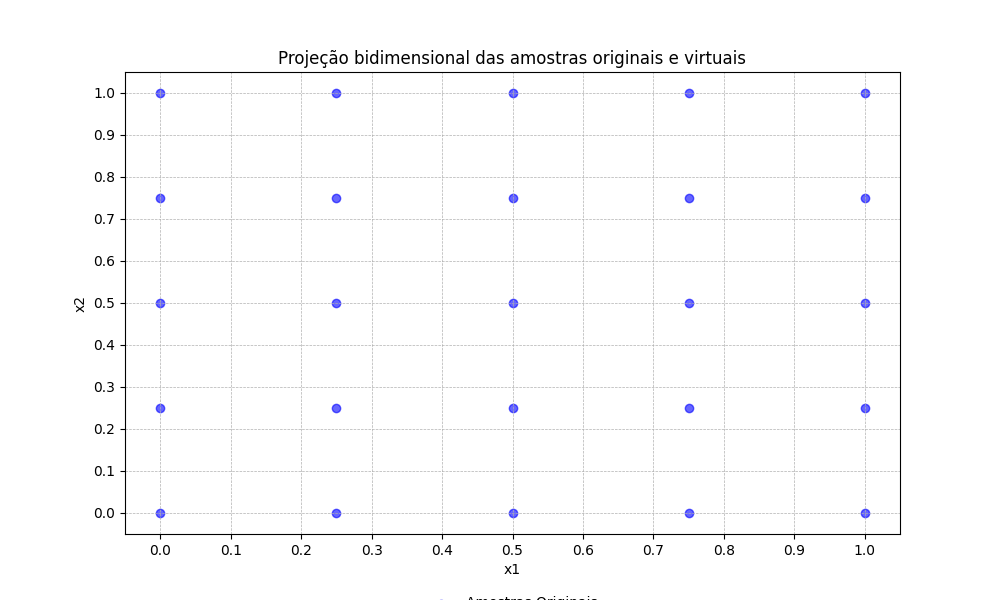 Projeção bidimensional das amostras originais e virtuais
1.0
0.9
0.8
0.7
0.6
0.5
0.4
0.3
0.2
0.1
0.0
x2
0.0 0.1 0.2 0.3 0.4 0.5 0.6 0.7 0.8 0.9 1.0
x1
Amostras Originais